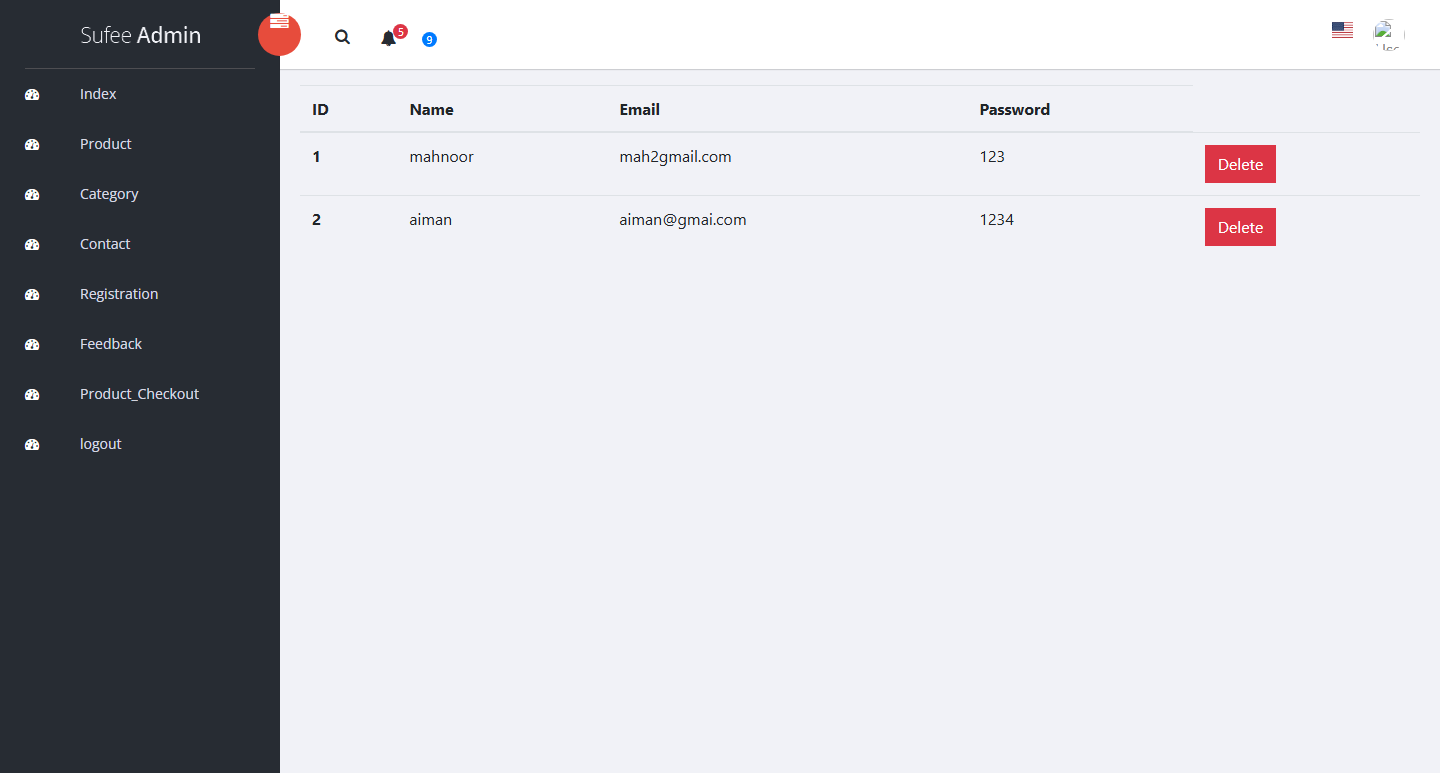 Sufee Admin
5
9
ID Name Email Password
1 mahnoor mah2gmail.com 123 Delete
2 aiman aiman@gmai.com 1234 Delete
Index
Product
Category
Contact
Registration
Feedback
Product_Checkout
logout